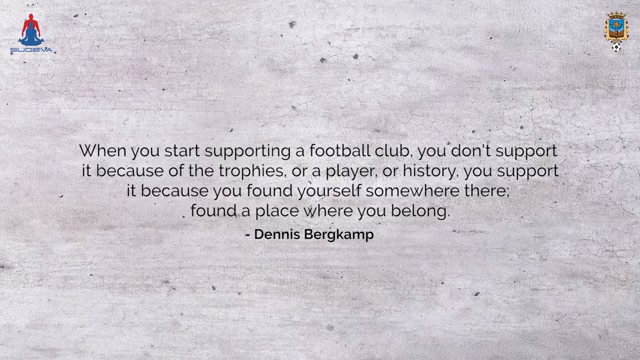 SUDEVA
When you start supporting a football club, you don't support
it because of the trophies, or a player, or history, you support
it because you found yourself somewhere there;
found a place where you belong.
- Dennis Bergkamp